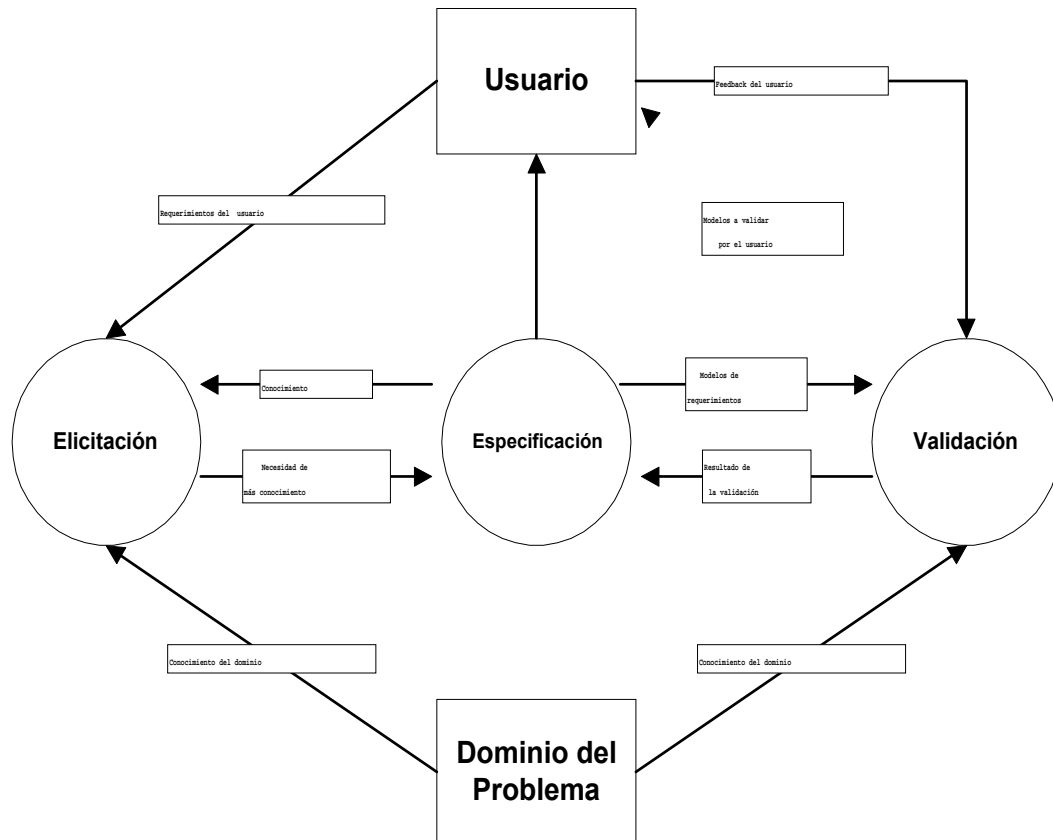 Usuario
Feedback del usuario
Requerimientos del usuario
Modelos a validar
por el usuario
Conocimiento
Modelos de
requerimientos
Elicitación
Especificación
Validación
Necesidad de
más conocimiento
Resultado de
la validación
Conocimiento del dominio
Conocimiento del dominio
Dominio del
Problema